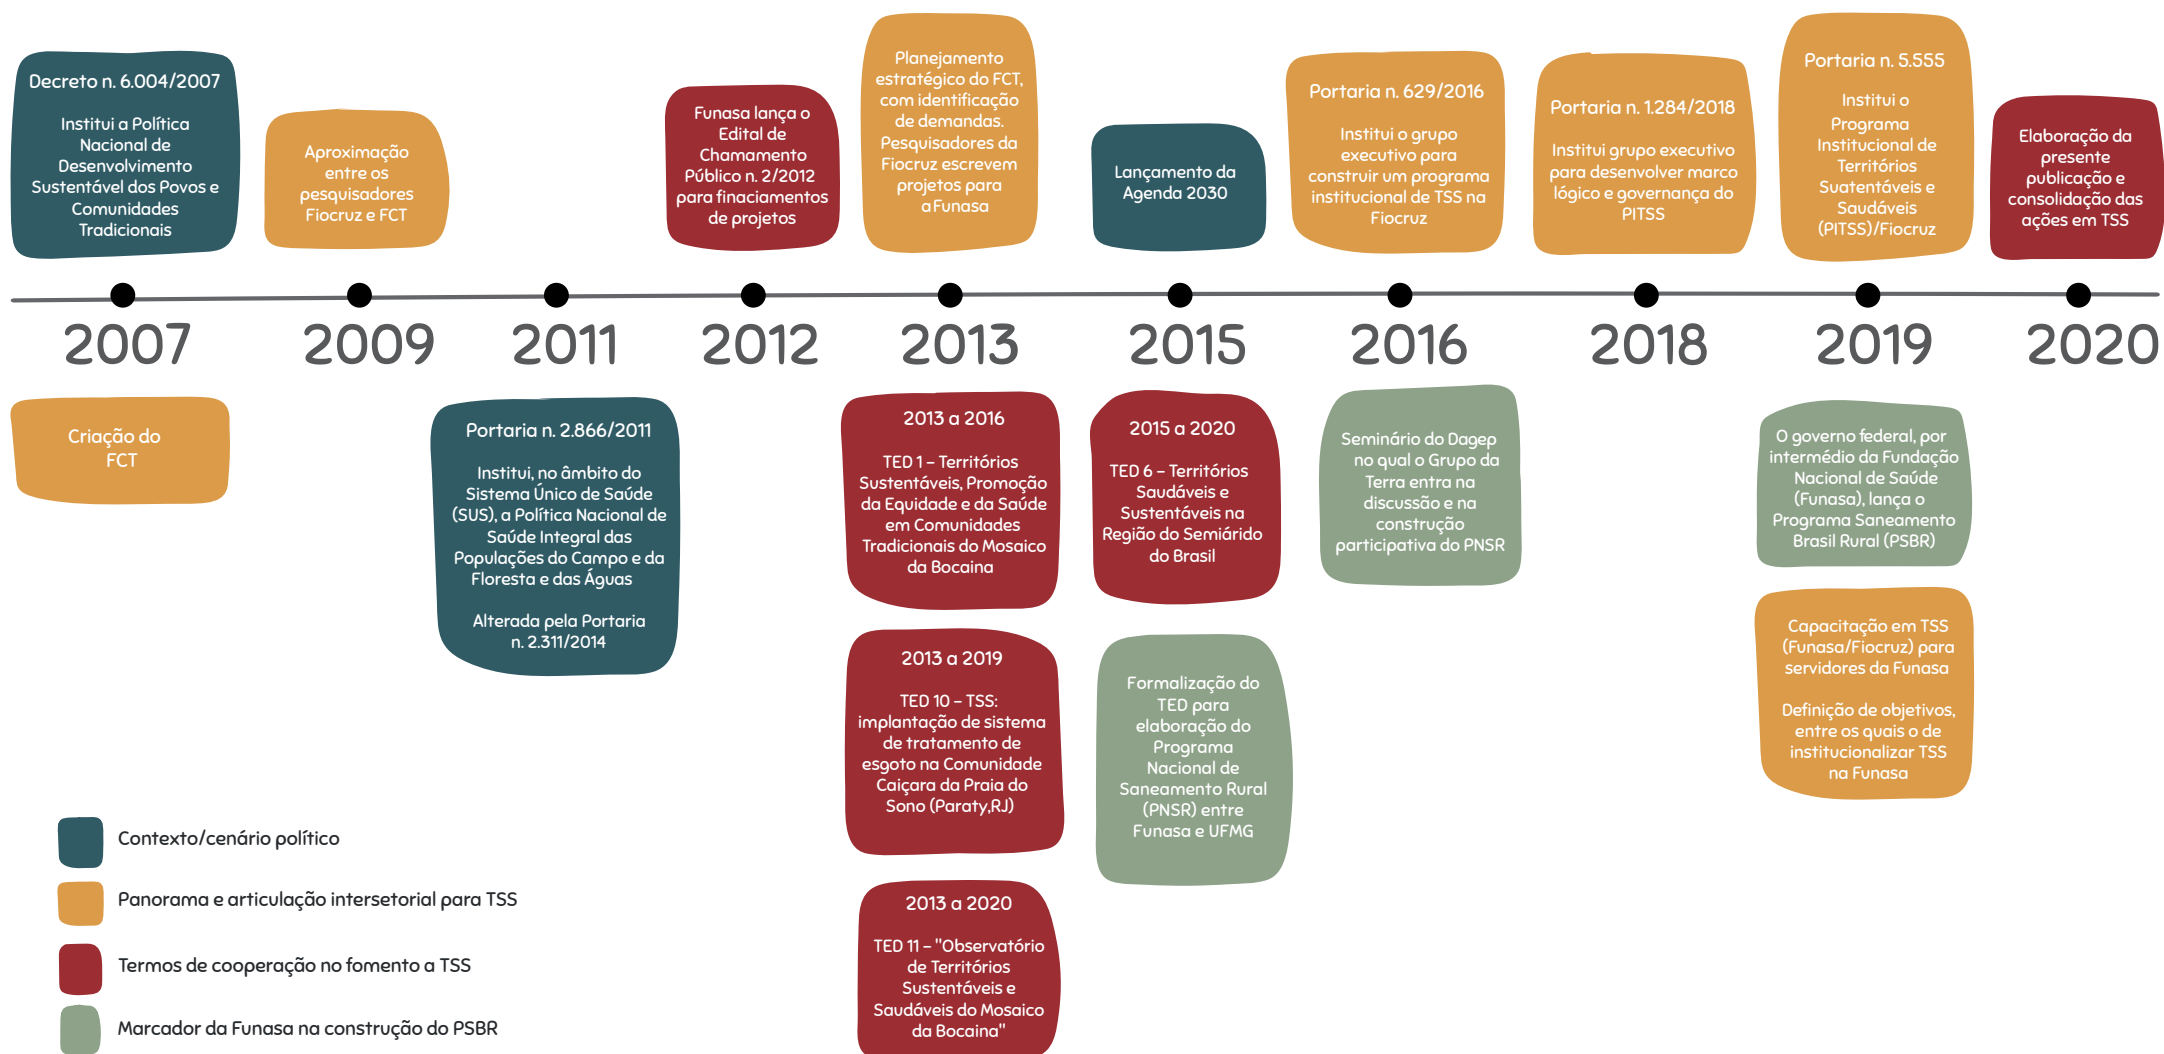 Decreto n. 6.004/2007
Institui a Política
Nacional de
Desenvolvimento
Sustentável dos Povos e
Comunidades
Tradicionais
Aproximação
entre os
pesquisadores
Fiocruz e FCT
Funasa lança o
Edital de
Chamamento
Público n. 2/2012
para finaciamentos
de projetos
Planejamento
estratégico do FCT,
com identificação
de demandas.
Pesquisadores da
Fiocruz escrevem
projetos para
a Funasa
Lançamento da
Agenda 2030
Portaria n. 629/2016
Institui o grupo
executivo para
construir um programa
institucional de TSS na
Fiocruz
Portaria n. 1.284/2018
Institui grupo executivo
para desenvolver marco
lógico e governança do
PITSS
Portaria n. 5.555
Institui o
Programa
Institucional de
Territórios
Suatentáveis e
Saudáveis
(PITSS)/Fiocruz
Elaboração da
presente
publicação e
consolidação das
ações em TSS
2007
2009
2011
2012
2013
2015
2016
2018
2019
2020
Criação do
FCT
Portaria n. 2.866/2011
Institui, no âmbito do
Sistema Único de Saúde
(SUS), a Política Nacional de
Saúde Integral das
Populações do Campo e da
Floresta e das Águas
Alterada pela Portaria
n. 2.311/2014
2013 a 2016
TED 1 – Territórios
Sustentáveis, Promoção
da Equidade e da Saúde
em Comunidades
Tradicionais do Mosaico
da Bocaina
2013 a 2019
TED 10 – TSS:
implantação de sistema
de tratamento de
esgoto na Comunidade
Caiçara da Praia do
Sono (Paraty,RJ)
2013 a 2020
TED 11 – "Observatório
de Territórios
Sustentáveis e
Saudáveis do Mosaico
da Bocaina"
2015 a 2020
TED 6 – Territórios
Saudáveis e
Sustentáveis na
Região do Semiárido
do Brasil
Formalização do
TED para
elaboração do
Programa
Nacional de
Saneamento Rural
(PNSR) entre
Funasa e UFMG
Seminário do Dagep
no qual o Grupo da
Terra entra na
discussão e na
construção
participativa do PNSR
O governo federal, por
intermédio da Fundação
Nacional de Saúde
(Funasa), lança o
Programa Saneamento
Brasil Rural (PSBR)
Capacitação em TSS
(Funasa/Fiocruz) para
servidores da Funasa
Definição de objetivos,
entre os quais o de
institucionalizar TSS
na Funasa
Contexto/cenário político
Panorama e articulação intersetorial para TSS
Termos de cooperação no fomento a TSS
Marcador da Funasa na construção do PSBR